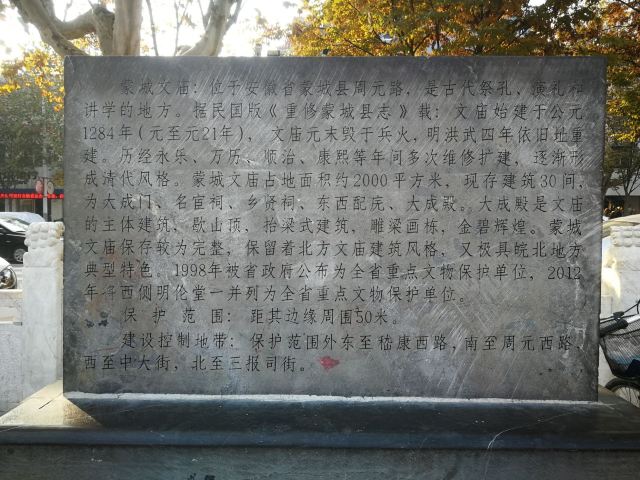 蒙城文庙：位于安徽省蒙城县周元路，是古代祭孔、演礼和
讲学的地方。据民国版《重修蒙城县志》载：文庙始建于公元
1284年(元至元21年)，文庙元末毁于兵火，明洪武四年依旧址重
建。历经永乐、万历、顺治、康熙等年间多次维修扩建，逐渐形
成清代风格。蒙城文庙占地面积约2000平方米，现存建筑30间，
为大成门、名宦祠、乡贤祠、东西配庑、大成殿。大成殿是文庙
的主体建筑，歇山顶、抬梁式建筑，雕梁画栋，金碧辉煌。蒙城
文庙保存较为完整，保留着北方文庙建筑风格，又极具皖北地方
典型特色。1998年被省政府公布为全省重点文物保护单位，2012
年将西侧明伦堂一并列为全省重点文物保护单位。
保护范围：距其边缘周围50米。
建设控制地带：保护范围外东至嵇康西路，南至周元西路，
西至中大街，北至三报司街。